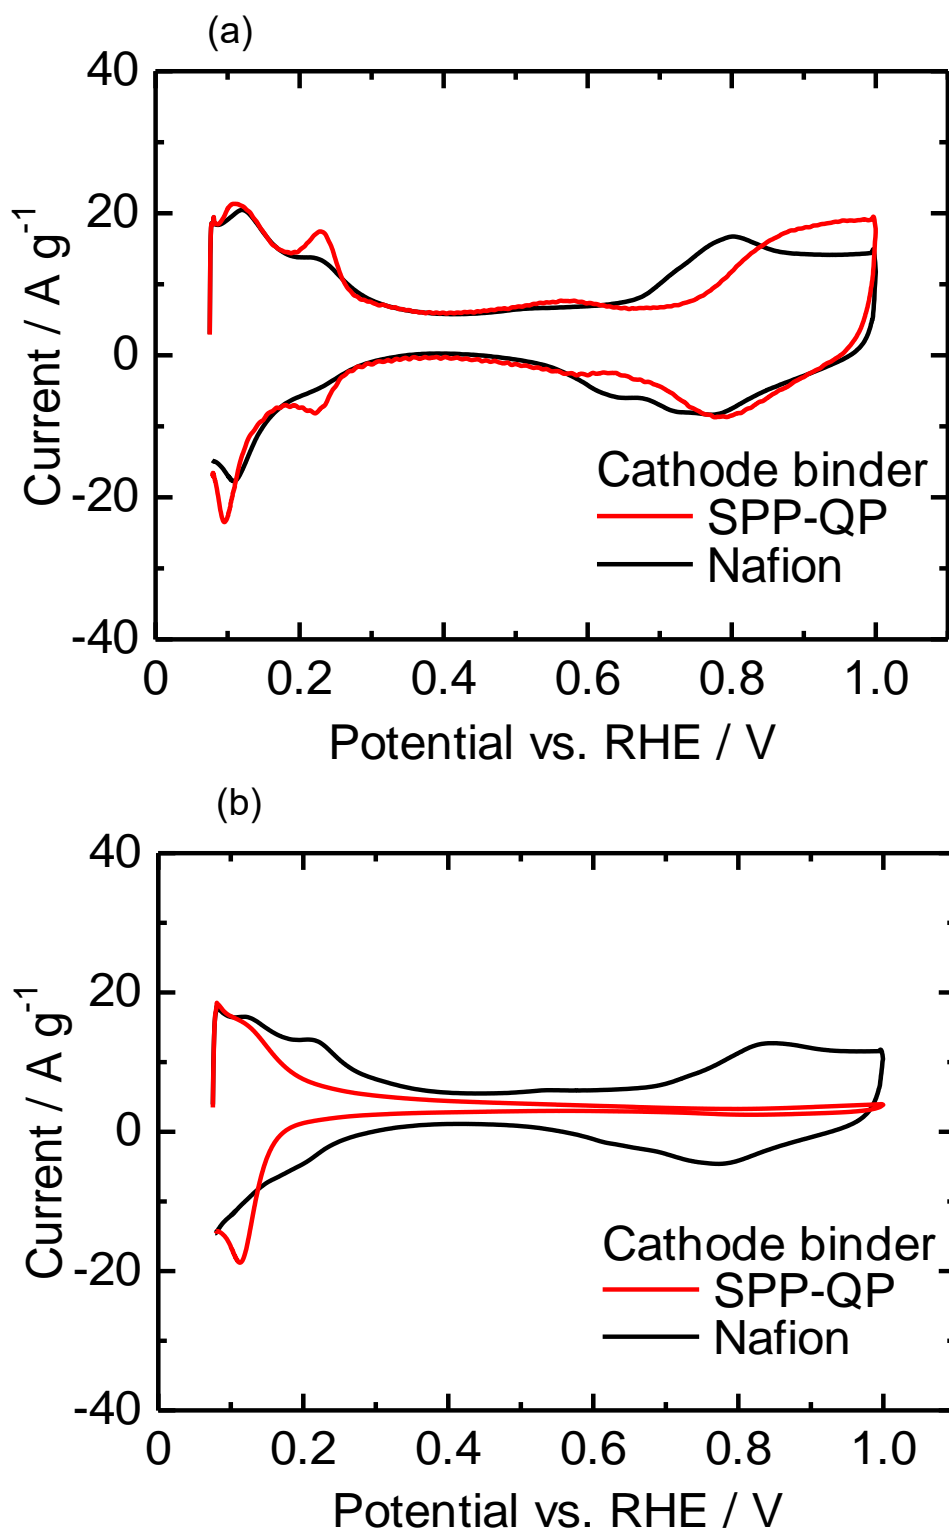 (a)
40
20
0
-20
-40
Current / A g⁻¹
Cathode binder
SPP-QP
Nafion
0 0.2 0.4 0.6 0.8 1.0
Potential vs. RHE / V
(b)
40
20
0
-20
-40
Current / A g⁻¹
Cathode binder
SPP-QP
Nafion
0 0.2 0.4 0.6 0.8 1.0
Potential vs. RHE / V